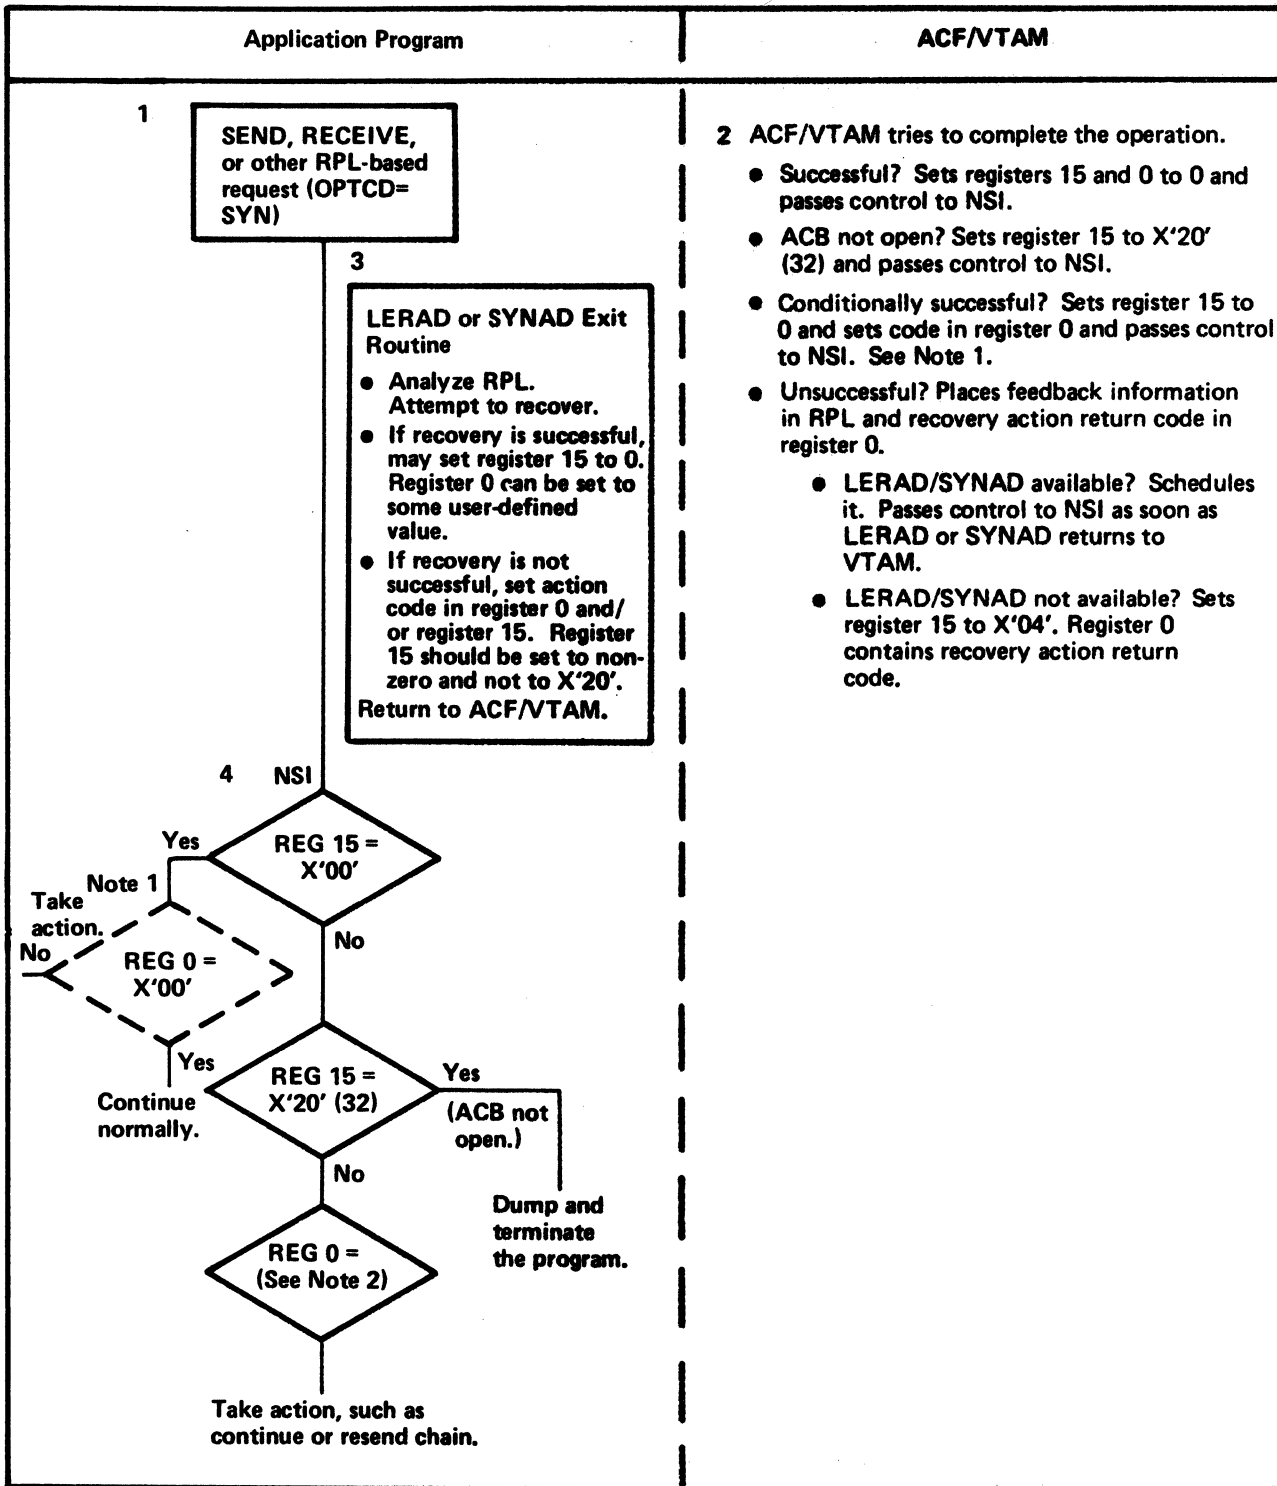 Application Program
ACF/VTAM
1
SEND, RECEIVE,
or other RPL-based
request (OPTCD=
SYN)
3
LERAD or SYNAD Exit
Routine
● Analyze RPL.
Attempt to recover.
● If recovery is successful,
may set register 15 to 0.
Register 0 can be set to
some user-defined
value.
● If recovery is not
successful, set action
code in register 0 and/
or register 15. Register
15 should be set to non-
zero and not to X'20'.
Return to ACF/VTAM.
4 NSI
REG 15 =
X'00'
Yes
No
Note 1
Take
action.
No
REG 0 =
X'00'
Yes
Continue
normally.
REG 15 =
X'20' (32)
Yes
(ACB not
open.)
No
Dump and
terminate
the program.
REG 0 =
(See Note 2)
Take action, such as
continue or resend chain.
2 ACF/VTAM tries to complete the operation.
● Successful? Sets registers 15 and 0 to 0 and
passes control to NSI.
● ACB not open? Sets register 15 to X'20'
(32) and passes control to NSI.
● Conditionally successful? Sets register 15 to
0 and sets code in register 0 and passes control
to NSI. See Note 1.
● Unsuccessful? Places feedback information
in RPL and recovery action return code in
register 0.
● LERAD/SYNAD available? Schedules
it. Passes control to NSI as soon as
LERAD or SYNAD returns to
VTAM.
● LERAD/SYNAD not available? Sets
register 15 to X'04'. Register 0
contains recovery action return
code.